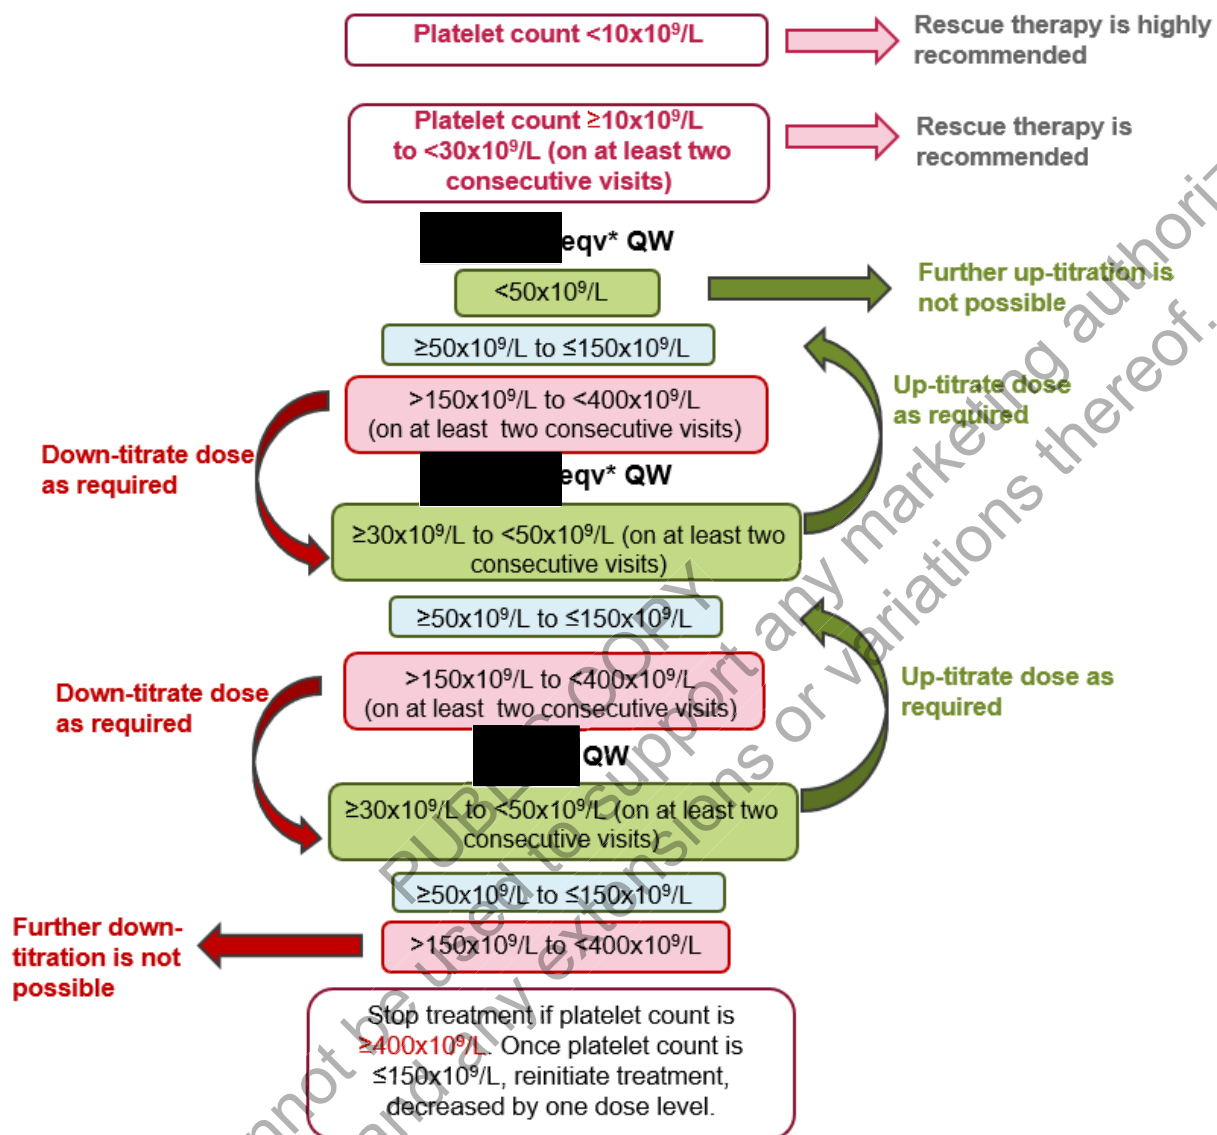 Platelet count <10x10⁹/L
Rescue therapy is highly
recommended
Platelet count ≥10x10⁹/L
to <30x10⁹/L (on at least two
consecutive visits)
Rescue therapy is
recommended
eqv* QW
<50x10⁹/L
Further up-titration is
not possible
≥50x10⁹/L to ≤150x10⁹/L
>150x10⁹/L to <400x10⁹/L
(on at least  two consecutive visits)
Up-titrate dose
as required
Down-titrate dose
as required
eqv* QW
≥30x10⁹/L to <50x10⁹/L (on at least two
consecutive visits)
≥50x10⁹/L to ≤150x10⁹/L
>150x10⁹/L to <400x10⁹/L
(on at least  two consecutive visits)
Down-titrate dose
as required
Up-titrate dose as
required
QW
≥30x10⁹/L to <50x10⁹/L (on at least two
consecutive visits)
≥50x10⁹/L to ≤150x10⁹/L
>150x10⁹/L to <400x10⁹/L
Further down-
titration is not
possible
Stop treatment if platelet count is
≥400x10⁹/L. Once platelet count is
≤150x10⁹/L, reinitiate treatment,
decreased by one dose level.
PUBLIC COPY
nnot be used to support any marketing authoriz
and any extensions or variations thereof.